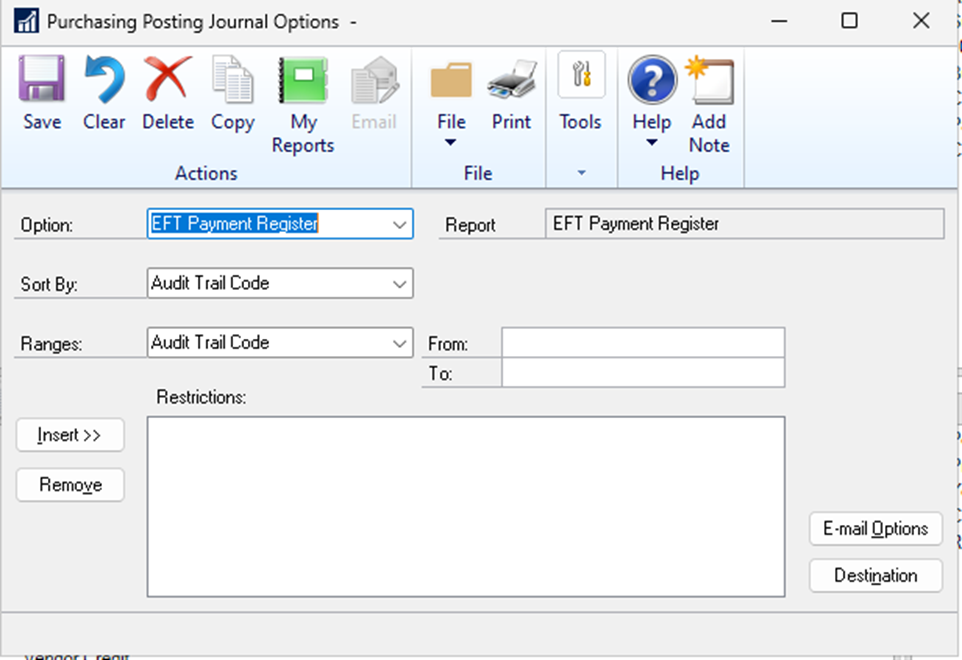 Purchasing Posting Journal Options -
Save Clear Delete Copy My Reports Email File Print Tools Help Add Note
Actions File Help
Option: EFT Payment Register Report EFT Payment Register
Sort By: Audit Trail Code
Ranges: Audit Trail Code From:
To:
Restrictions:
Insert >>
Remove
E-mail Options
Destination